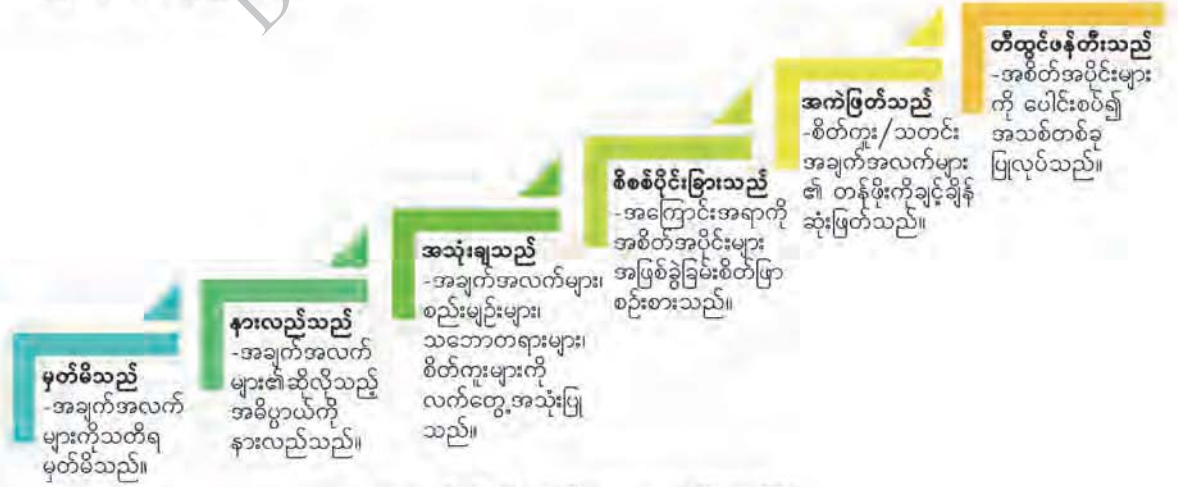 မှတ်မိသည်
-အချက်အလက်
များကိုသတိရ
မှတ်မိသည်။
နားလည်သည်
-အချက်အလက်
များ၏ဆိုလိုသည့်
အဓိပ္ပာယ်ကို
နားလည်သည်။
အသုံးချသည်
-အချက်အလက်များ၊
စည်းမျဉ်းများ၊
သဘောတရားများ၊
စိတ်ကူးများကို
လက်တွေ့အသုံးပြု
သည်။
စိစစ်ပိုင်းခြားသည်
-အကြောင်းအရာကို
အစိတ်အပိုင်းများ
အဖြစ်ခွဲခြမ်းစိတ်ဖြာ
စဉ်းစားသည်။
အကဲဖြတ်သည်
-စိတ်ကူး/သတင်း
အချက်အလက်များ
၏ တန်ဖိုးကိုချင့်ချိန်
ဆုံးဖြတ်သည်။
တီထွင်ဖန်တီးသည်
-အစိတ်အပိုင်းများ
ကို ပေါင်းစပ်၍
အသစ်တစ်ခု
ပြုလုပ်သည်။